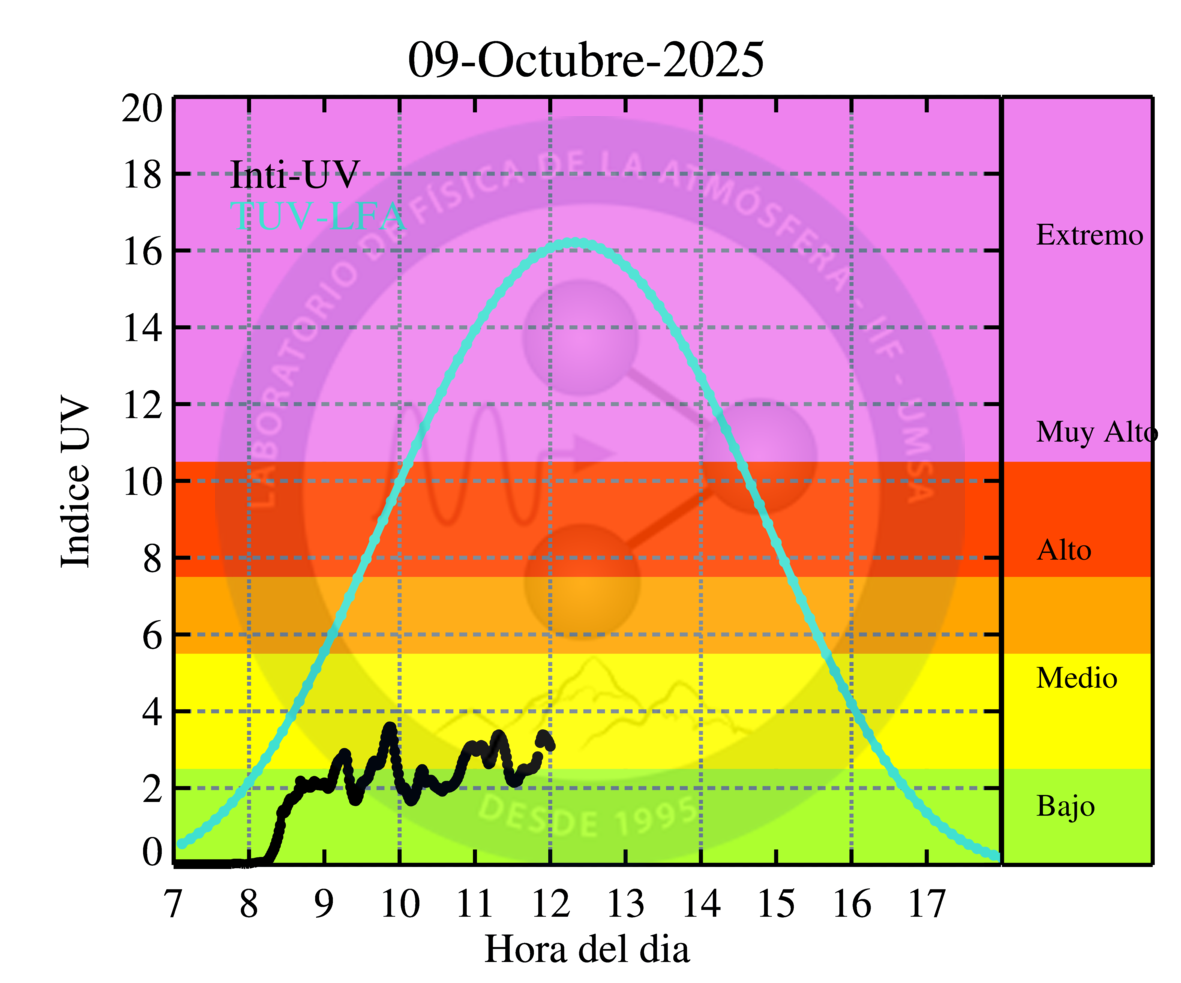 09-Octubre-2025
20
18
16
14
12
10
8
6
4
2
0
Indice UV
Inti-UV
TUV-LFA
LABORATORIO DE FÍSICA DE LA ATMÓSFERA - IIF - UMSA
DESDE 1995
Extremo
Muy Alto
Alto
Medio
Bajo
7 8 9 10 11 12 13 14 15 16 17
Hora del dia